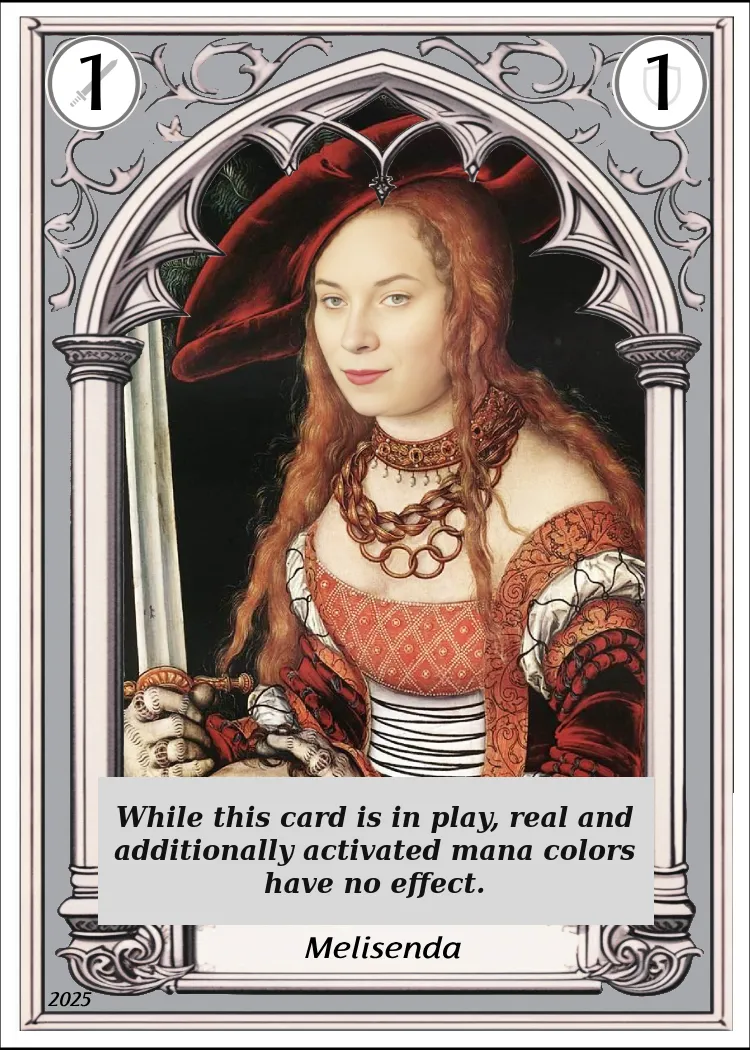 1
1
While this card is in play, real and
additionally activated mana colors
have no effect.
Melisenda
2025